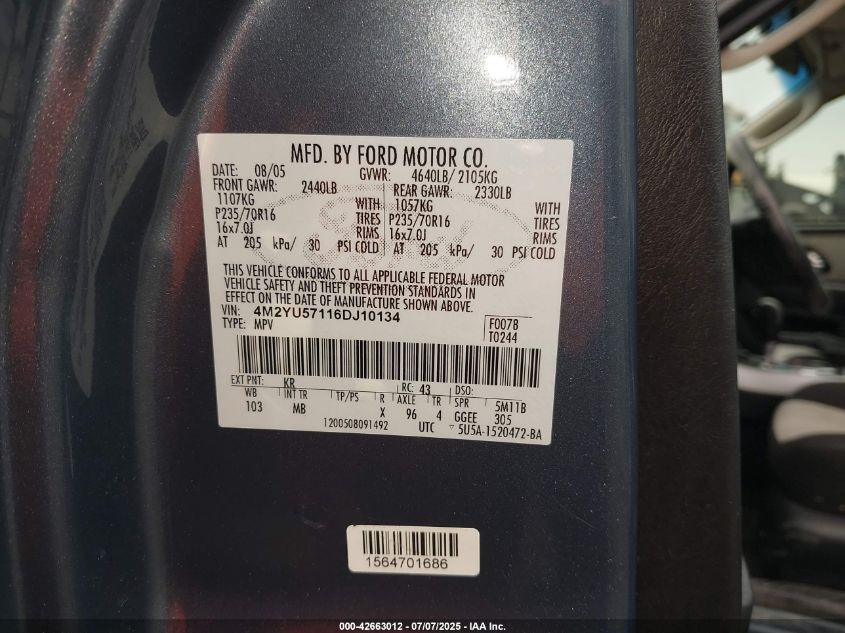 MFD. BY FORD MOTOR CO.
DATE: 08/05 GVWR: 4640LB/ 2105KG
FRONT GAWR: 2440LB REAR GAWR: 2330LB
1107KG WITH 1057KG WITH
P235/70R16 TIRES P235/70R16 TIRES
16x7.0J RIMS 16x7.0J RIMS
AT 205 kPa/ 30 PSI COLD AT 205 kPa/ 30 PSI COLD
THIS VEHICLE CONFORMS TO ALL APPLICABLE FEDERAL MOTOR
VEHICLE SAFETY AND THEFT PREVENTION STANDARDS IN
EFFECT ON THE DATE OF MANUFACTURE SHOWN ABOVE.
VIN: 4M2YU57116DJ10134 F0078
TYPE: MPV T0244
EXT PNT: KR RC: 43 DSO:
WB INT TR TP/PS R AXLE TR SPR 5M11B
103 MB X 96 4 GGEE 305
1200508091492 UTC ▽ 5U5A-1520472-BA
1564701686
000-42663012 - 07/07/2025 - IAA Inc.